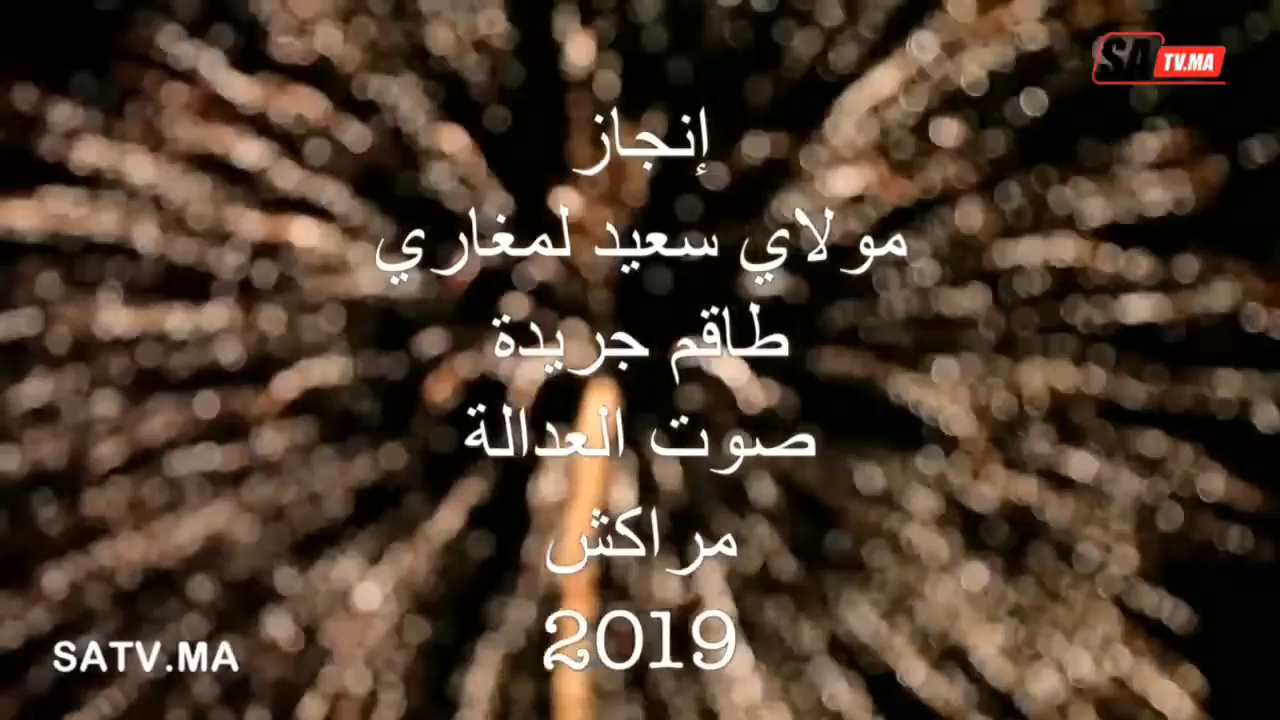 SA TV.MA
إنجاز
مولاي سعيد لمغاري
طاقم جريدة
صوت العدالة
مراكش
2019
SATV.MA